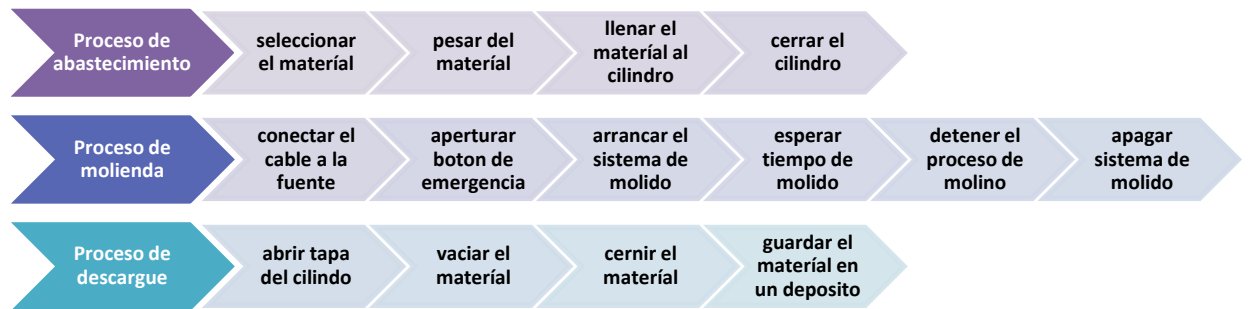 Proceso de
abastecimiento
seleccionar
el materíal
pesar del
materíal
llenar el
materíal al
cilindro
cerrar el
cilindro
Proceso de
molienda
conectar el
cable a la
fuente
aperturar
boton de
emergencia
arrancar el
sistema de
molido
esperar
tiempo de
molido
detener el
proceso de
molino
apagar
sistema de
molido
Proceso de
descargue
abrir tapa
del cilindo
vaciar el
materíal
cernir el
materíal
guardar el
materíal en
un deposito